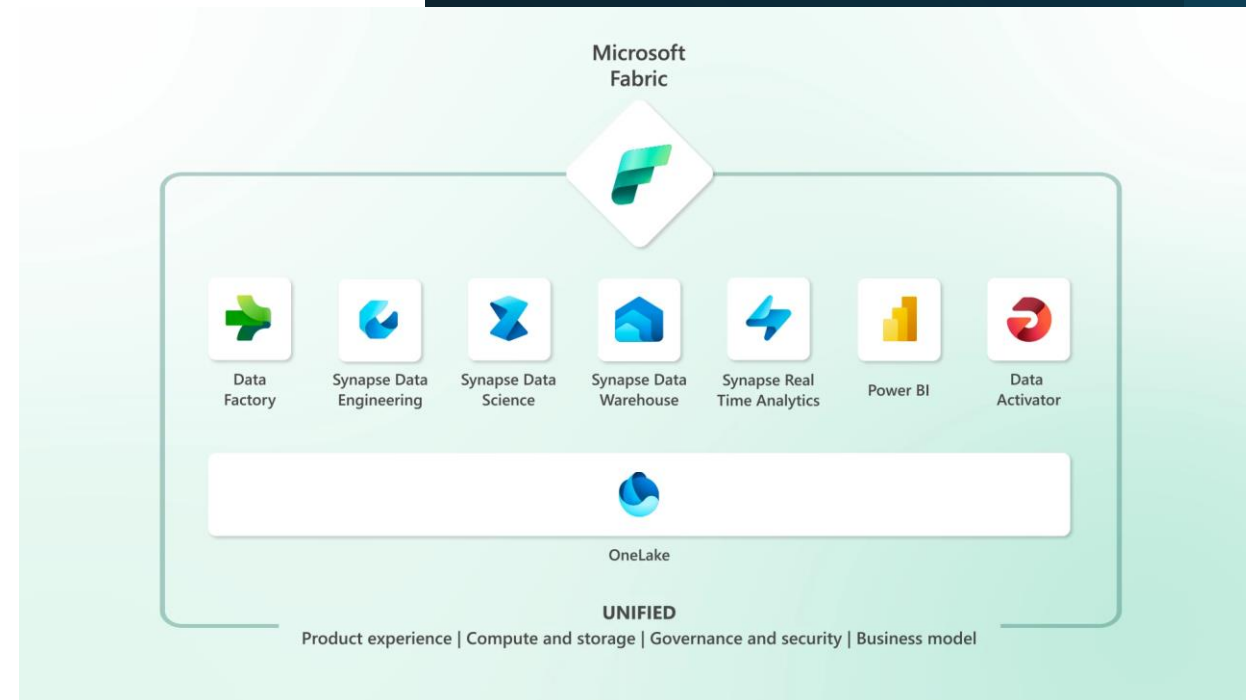 Microsoft
Fabric
Data
Factory
Synapse Data
Engineering
Synapse Data
Science
Synapse Data
Warehouse
Synapse Real
Time Analytics
Power BI
Data
Activator
OneLake
UNIFIED
Product experience | Compute and storage | Governance and security | Business model